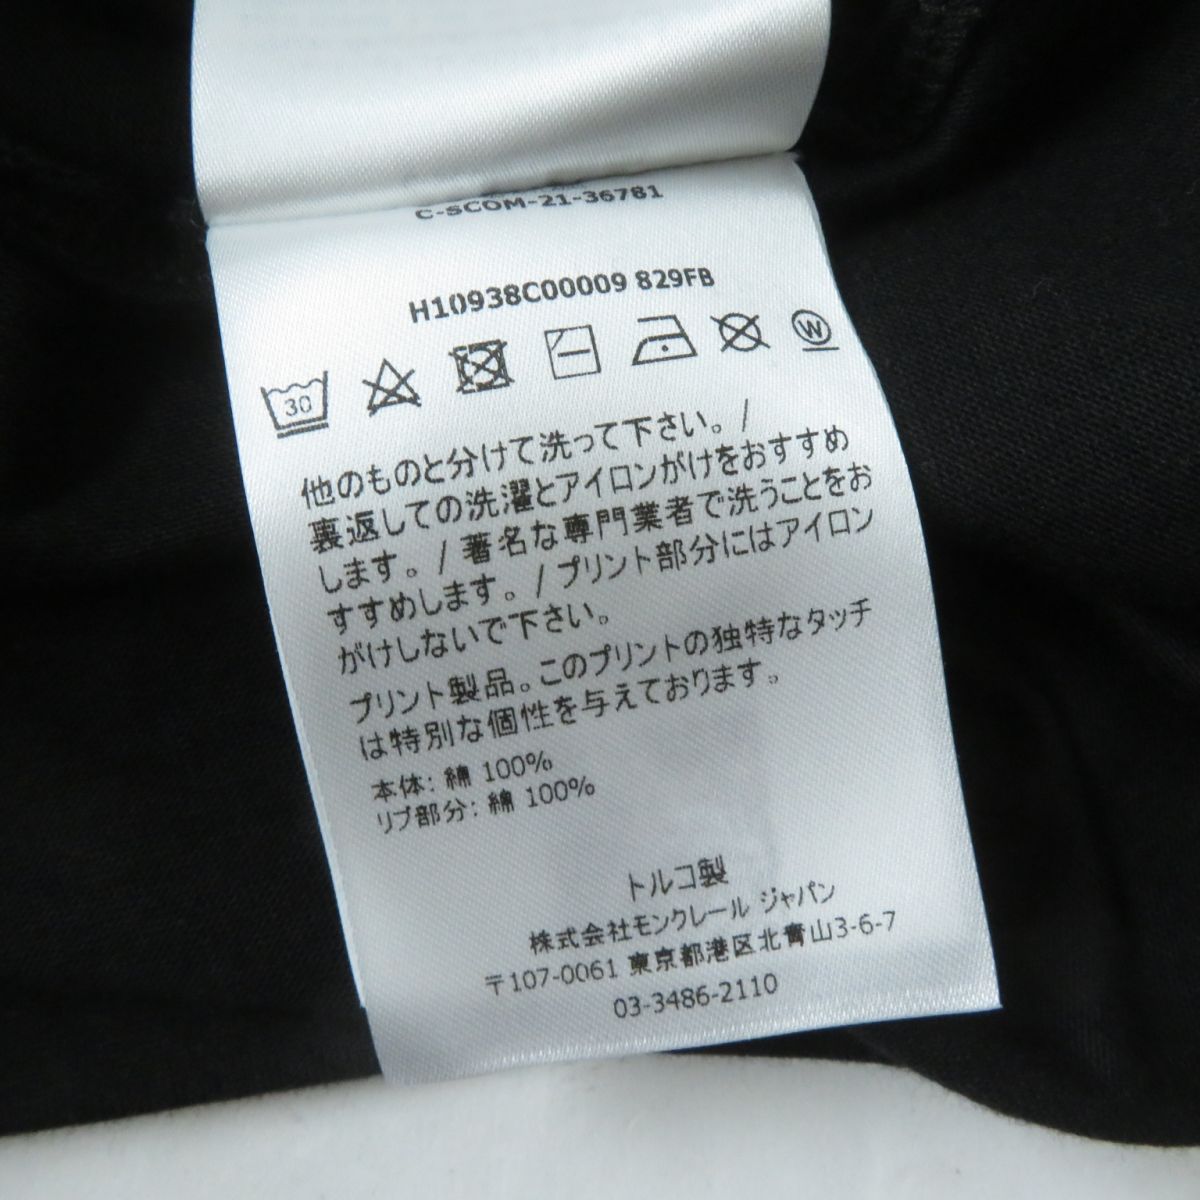 C-SCOM-21-36781
H10938C00009 829FB
30
W
他のものと分けて洗って下さい。/
裏返しての洗濯とアイロンがけをおすすめ
します。/ 著名な専門業者で洗うことをお
すすめします。/ プリント部分にはアイロン
がけしないで下さい。
プリント製品。このプリントの独特なタッチ
は特別な個性を与えております。
本体: 綿 100%
リブ部分: 綿 100%
トルコ製
株式会社モンクレール ジャパン
〒107-0061 東京都港区北青山3-6-7
03-3486-2110